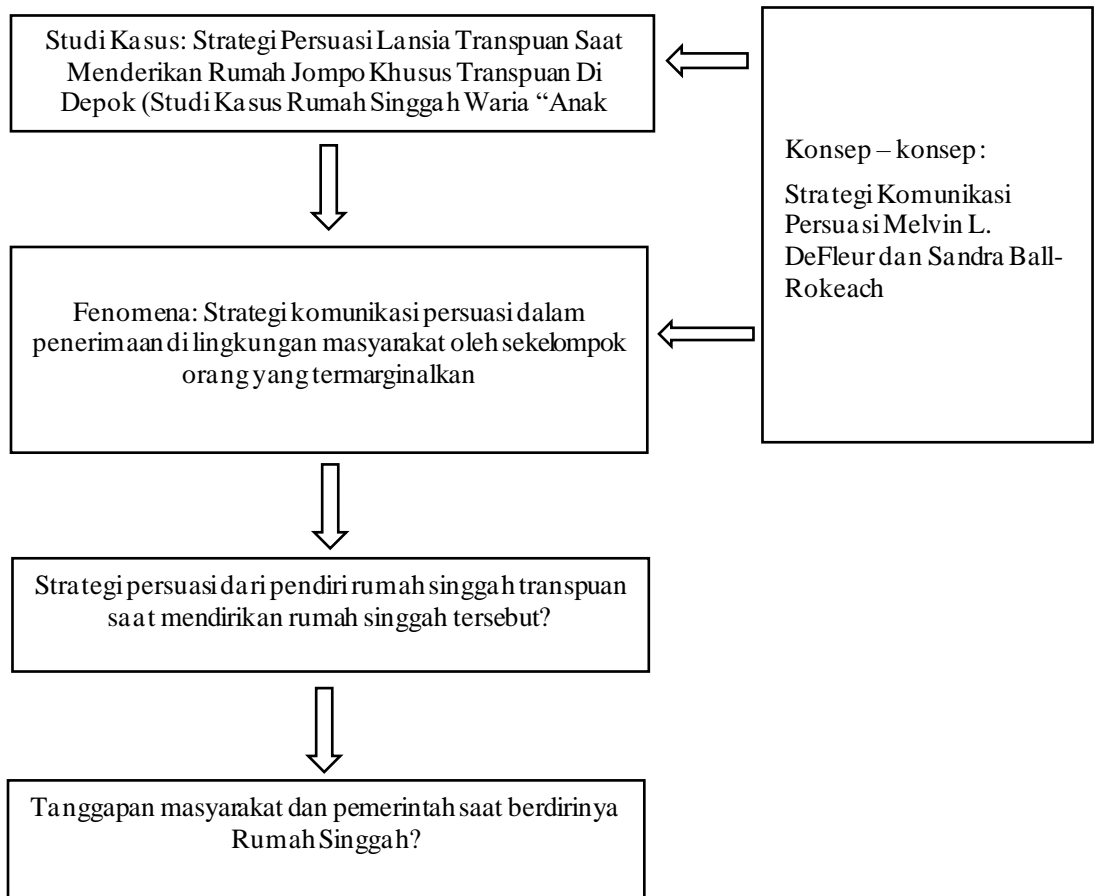 Studi Kasus: Strategi Persuasi Lansia Transpuan Saat
Menderikan Rumah Jompo Khusus Transpuan Di
Depok (Studi Kasus Rumah Singgah Waria “Anak
Konsep – konsep :
Strategi Komunikasi
Persuasi Melvin L.
DeFleur dan Sandra Ball-
Rokeach
Fenomena: Strategi komunikasi persuasi dalam
penerimaan di lingkungan masyarakat oleh sekelompok
orang yang termarginalkan
Strategi persuasi dari pendiri rumah singgah transpuan
saat mendirikan rumah singgah tersebut?
Tanggapan masyarakat dan pemerintah saat berdirinya
Rumah Singgah?